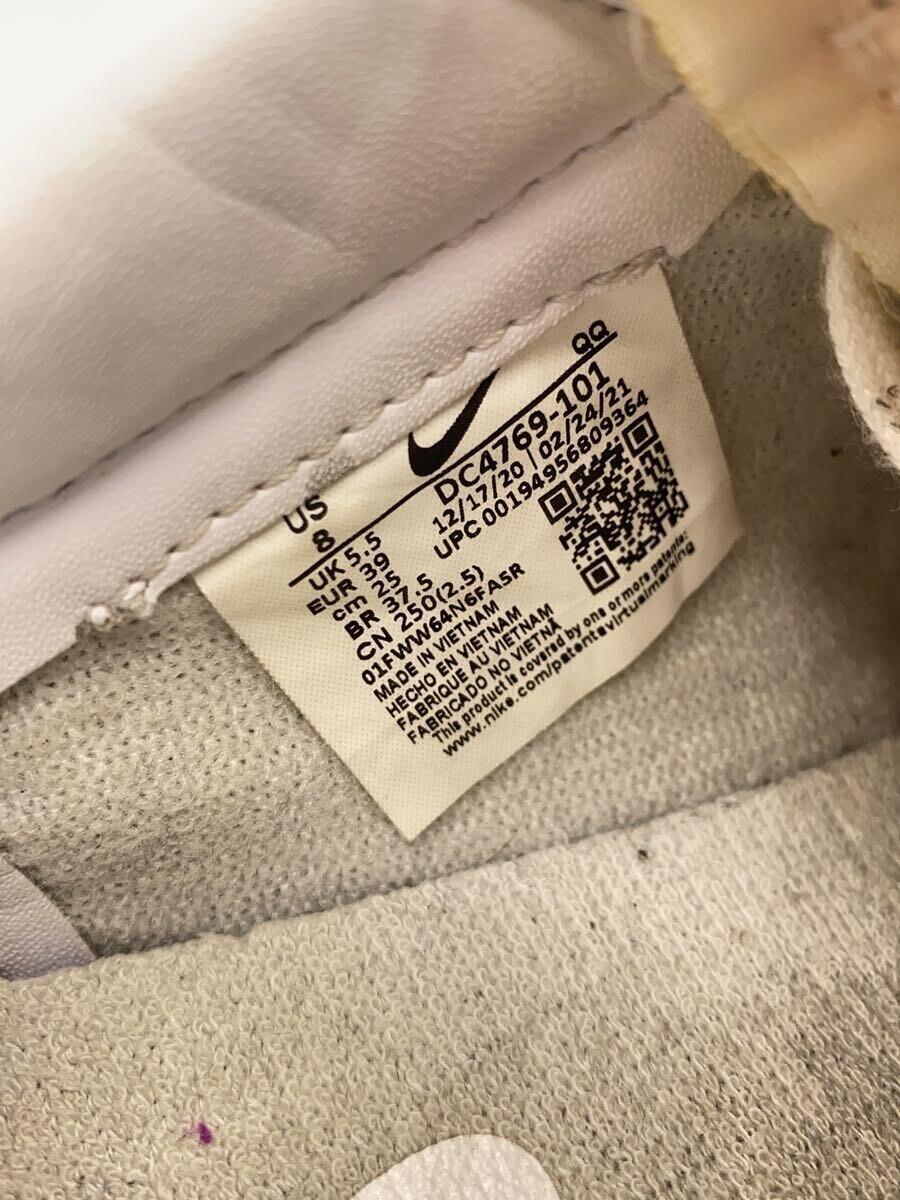 QQ
DC4769-101
12/17/20 | 02/24/21
UPC 00194956809364
US
8
UK 5.5
EUR 39
cm 25
BR 37.5
CN 250(2.5)
01FWW64N6FA5R
MADE IN VIETNAM
HECHO EN VIETNAM
FABRIQUE AU VIETNAM
FABRICADO NO VIETNÃ
This product is covered by one or more patents:
www.nike.com/patentsvirtualmarking